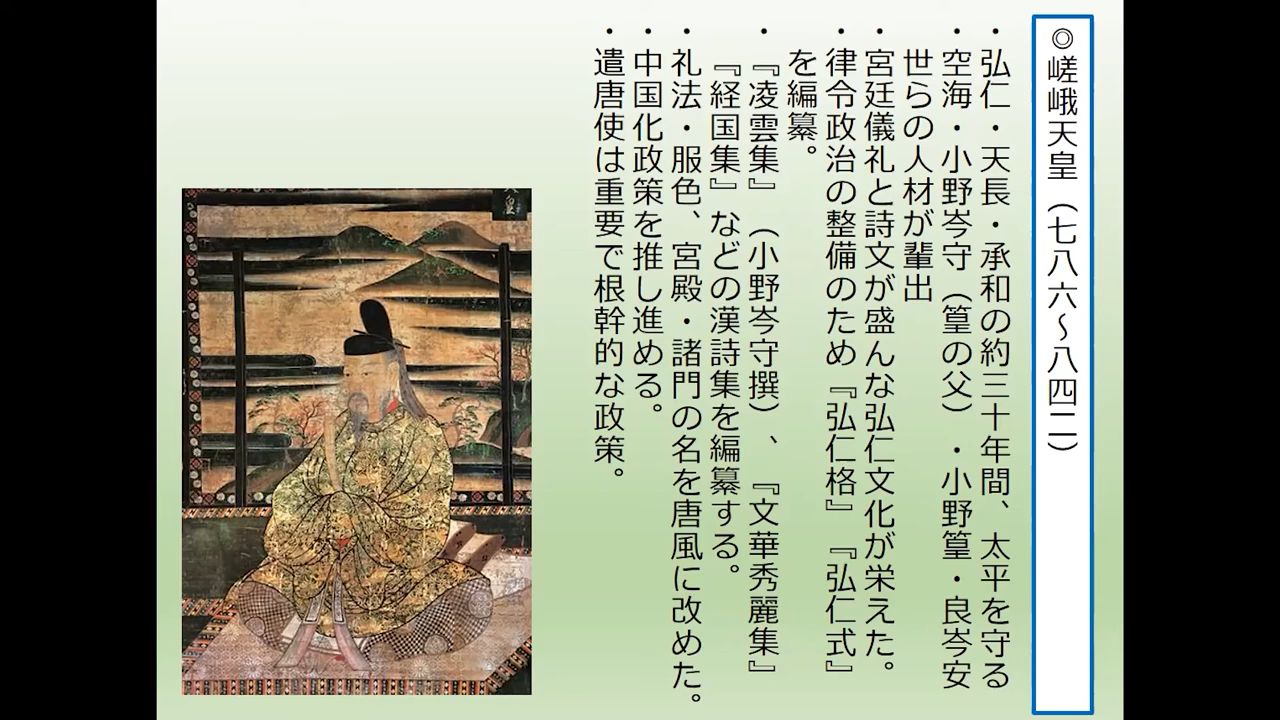 ◎嵯峨天皇（七八六～八四二）
・弘仁・天長・承和の約三十年間、太平を守る
・空海・小野岑守（篁の父）・小野篁・良岑安
世らの人材が輩出
・宮廷儀礼と詩文が盛んな弘仁文化が栄えた。
・律令政治の整備のため『弘仁格』『弘仁式』
を編纂。
・『凌雲集』（小野岑守撰）、『文華秀麗集』
『経国集』などの漢詩集を編纂する。
・礼法・服色、宮殿・諸門の名を唐風に改めた。
・中国化政策を推し進める。
・遣唐使は重要で根幹的な政策。
皇